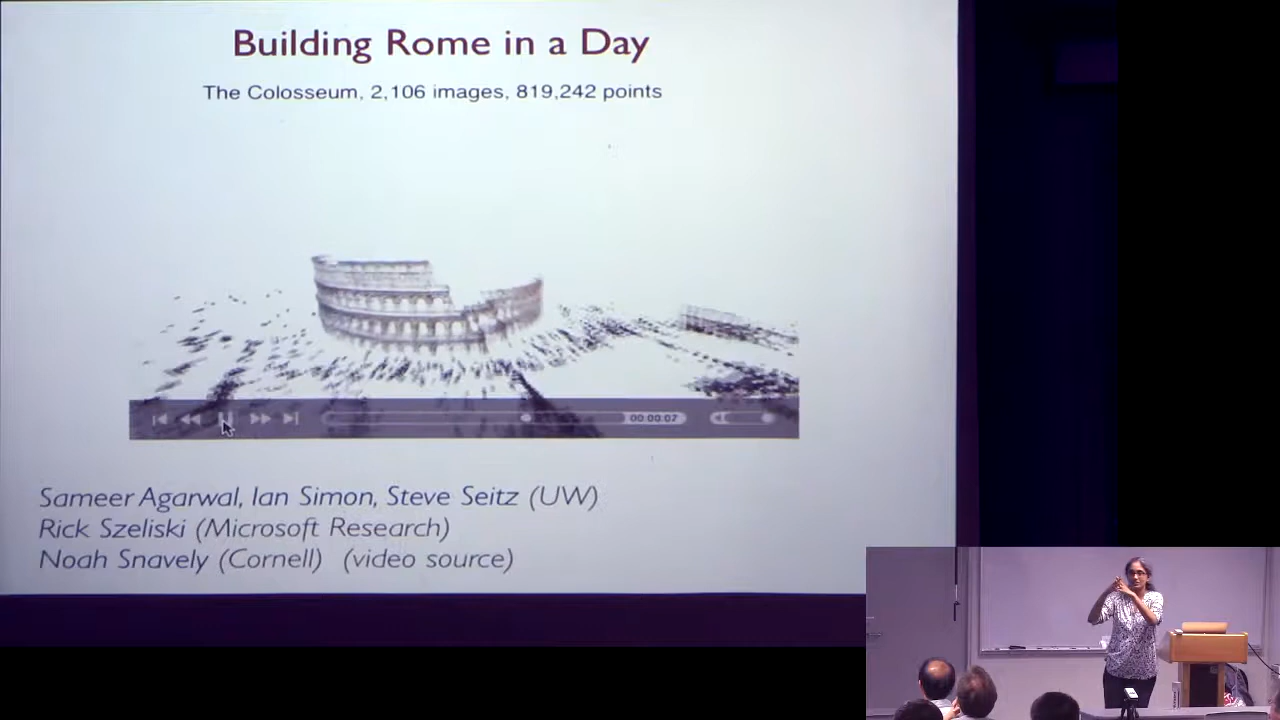 Building Rome in a Day
The Colosseum, 2,106 images, 819,242 points
00:00:07
Sameer Agarwal, Ian Simon, Steve Seitz (UW)
Rick Szeliski (Microsoft Research)
Noah Snavely (Cornell) (video source)